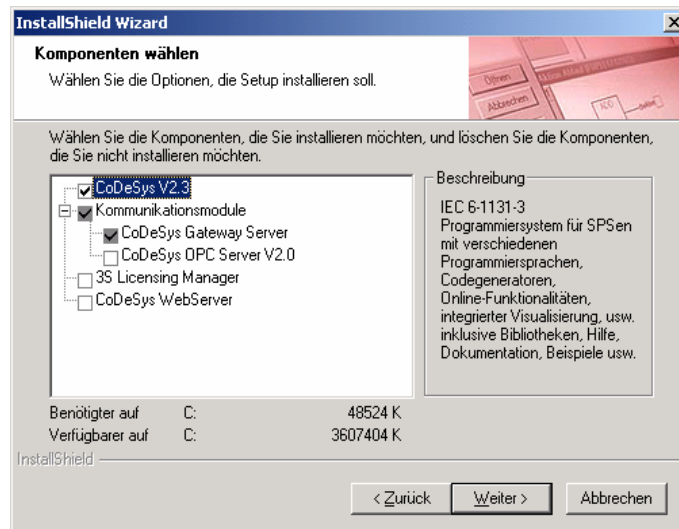 InstallShield Wizard
Komponenten wählen
Wählen Sie die Optionen, die Setup installieren soll.
Öffnen
Abbrechen
Wählen Sie die Komponenten, die Sie installieren möchten, und löschen Sie die Komponenten,
die Sie nicht installieren möchten.
CoDeSys V2.3
Kommunikationsmodule
CoDeSys Gateway Server
CoDeSys OPC Server V2.0
3S Licensing Manager
CoDeSys WebServer
Beschreibung
IEC 6-1131-3
Programmiersystem für SPSen
mit verschiedenen
Programmiersprachen,
Codegeneratoren,
Online-Funktionalitäten,
integrierter Visualisierung, usw.
inklusive Bibliotheken, Hilfe,
Dokumentation, Beispiele usw.
Benötigter auf C: 48524 K
Verfügbarer auf C: 3607404 K
InstallShield
< Zurück
Weiter >
Abbrechen